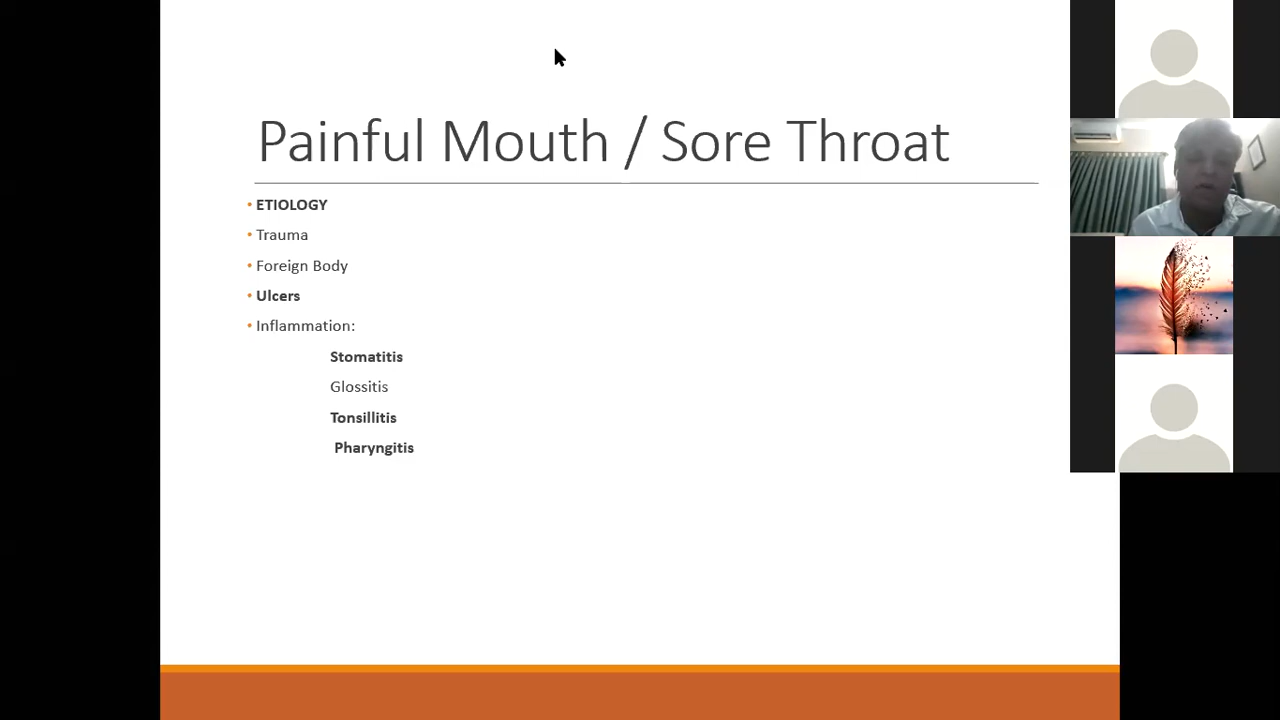 Painful Mouth / Sore Throat
• ETIOLOGY
• Trauma
• Foreign Body
• Ulcers
• Inflammation:
Stomatitis
Glossitis
Tonsillitis
Pharyngitis